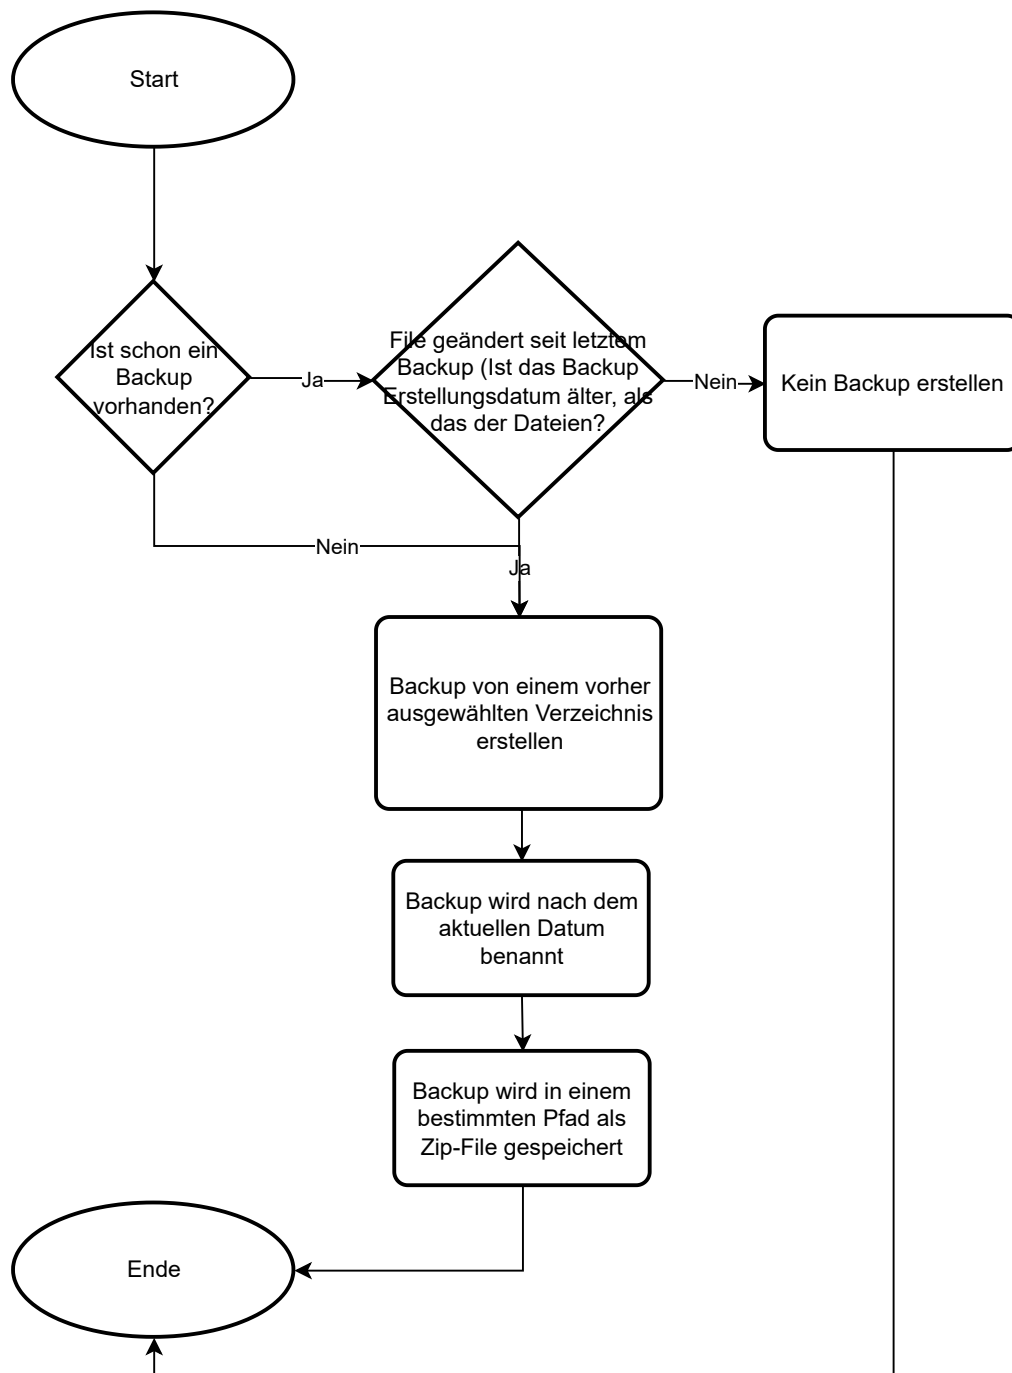 Start
Ist schon ein
Backup
vorhanden?
Ja
File geändert seit letztem
Backup (Ist das Backup
Erstellungsdatum älter, als
das der Dateien?
Nein
Kein Backup erstellen
Nein
Ja
Backup von einem vorher
ausgewählten Verzeichnis
erstellen
Backup wird nach dem
aktuellen Datum
benannt
Backup wird in einem
bestimmten Pfad als
Zip-File gespeichert
Ende